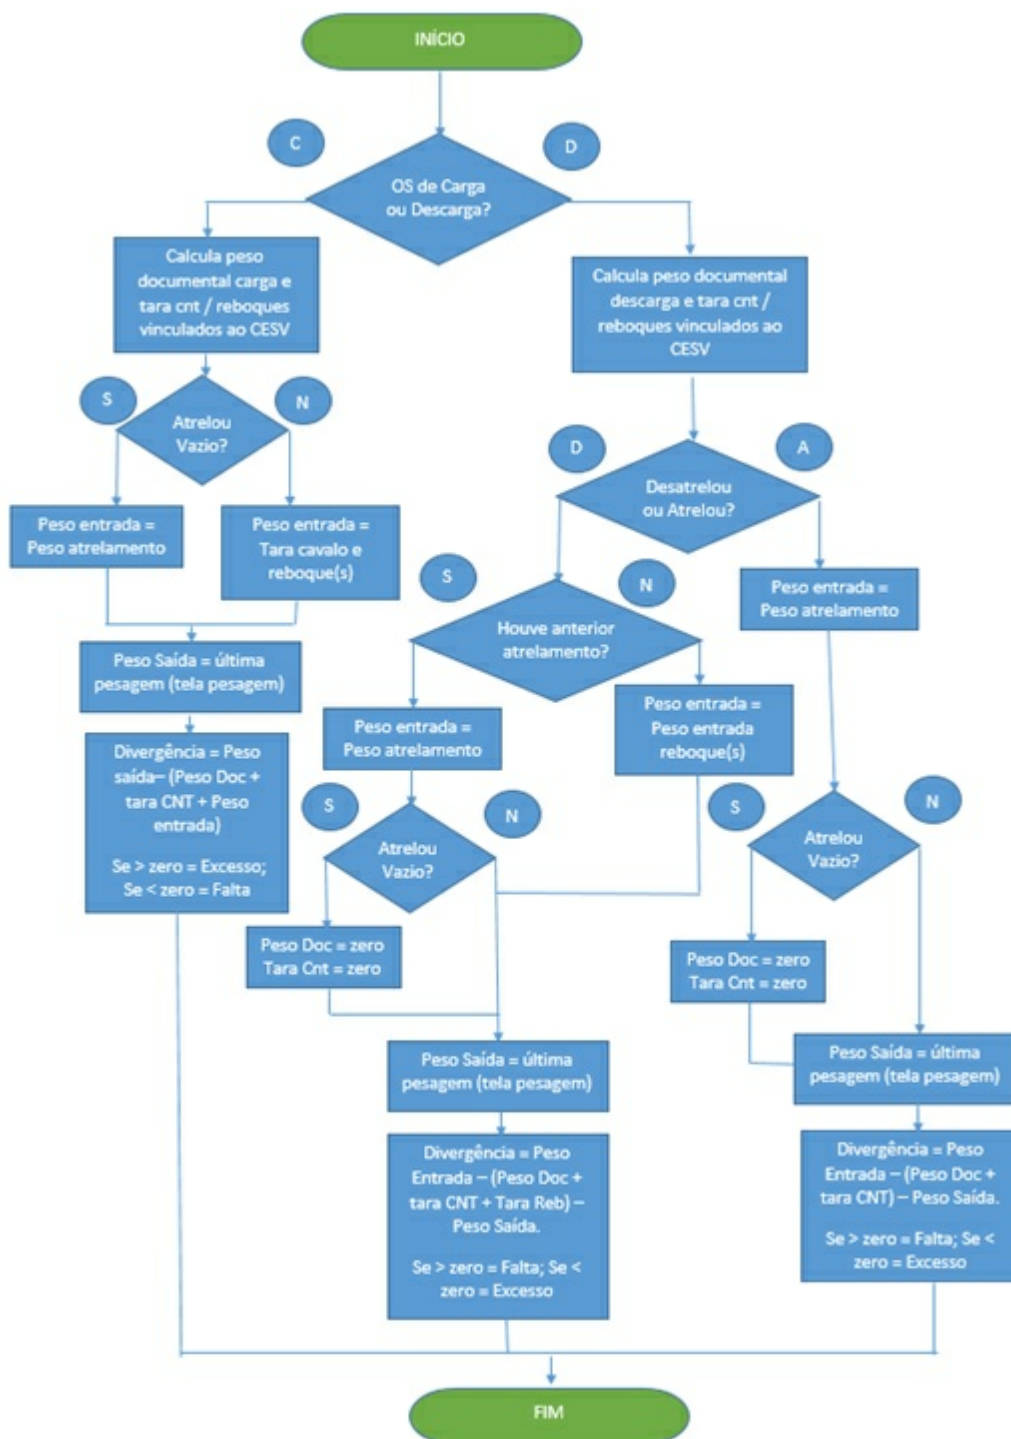 INÍCIO
C
D
OS de Carga
ou Descarga?
Calcula peso
documental carga e
tara cnt / reboques
vinculados ao CESV
Calcula peso documental
descarga e tara cnt /
reboques vinculados ao
CESV
S
N
Atrelou
Vazio?
D
A
Desatrelou
ou Atrelou?
Peso entrada =
Peso atrelamento
Peso entrada =
Tara cavalo e
reboque(s)
S
N
Houve anterior
atrelamento?
Peso entrada =
Peso atrelamento
Peso Saída = última
pesagem (tela pesagem)
Peso entrada =
Peso atrelamento
Peso entrada =
Peso entrada
reboque(s)
Divergência = Peso
saída– (Peso Doc +
tara CNT + Peso
entrada)
Se > zero = Excesso;
Se < zero = Falta
S
N
Atrelou
Vazio?
S
N
Atrelou
Vazio?
Peso Doc = zero
Tara Cnt = zero
Peso Doc = zero
Tara Cnt = zero
Peso Saída = última
pesagem (tela pesagem)
Peso Saída = última
pesagem (tela pesagem)
Divergência = Peso
Entrada – (Peso Doc +
tara CNT + Tara Reb) –
Peso Saída.
Se > zero = Falta; Se <
zero = Excesso
Divergência = Peso
Entrada – (Peso Doc +
tara CNT) – Peso Saída.
Se > zero = Falta; Se <
zero = Excesso
FIM